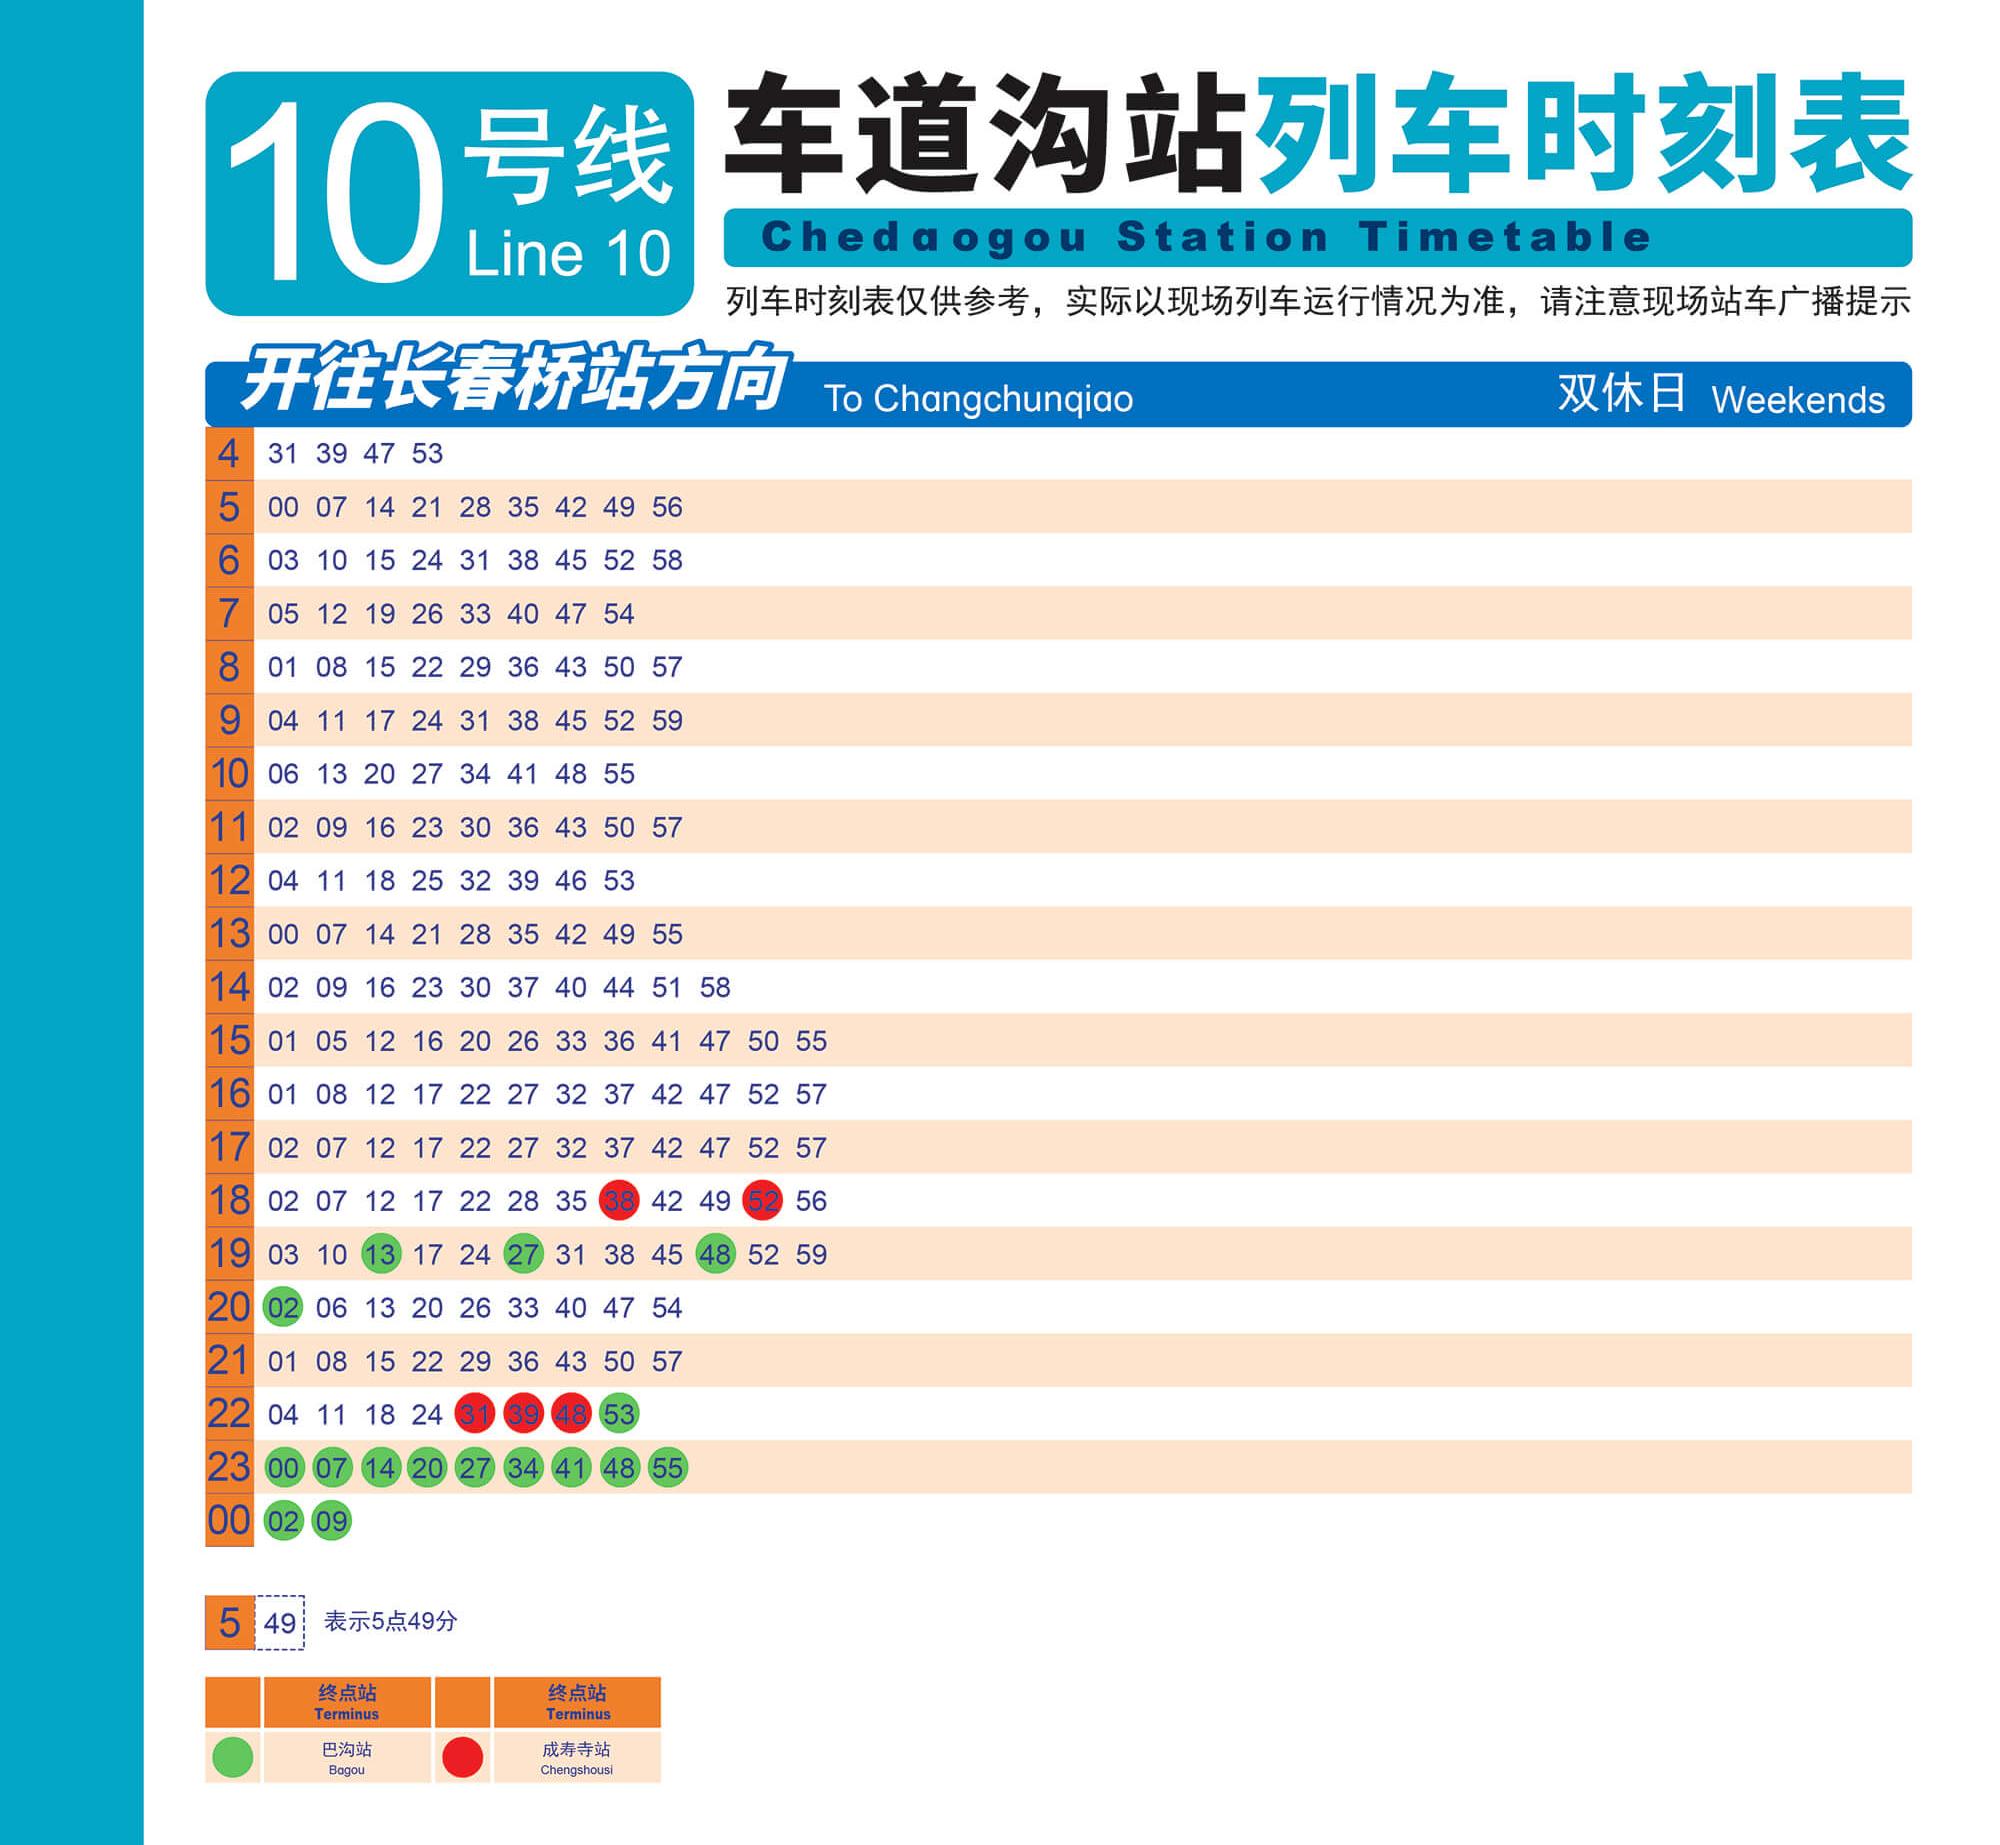 10号线
Line 10
车道沟站列车时刻表
Chedaogou Station Timetable
列车时刻表仅供参考，实际以现场列车运行情况为准，请注意现场站车广播提示
开往长春桥站方向 To Changchunqiao 双休日 Weekends
4 31 39 47 53
5 00 07 14 21 28 35 42 49 56
6 03 10 15 24 31 38 45 52 58
7 05 12 19 26 33 40 47 54
8 01 08 15 22 29 36 43 50 57
9 04 11 17 24 31 38 45 52 59
10 06 13 20 27 34 41 48 55
11 02 09 16 23 30 36 43 50 57
12 04 11 18 25 32 39 46 53
13 00 07 14 21 28 35 42 49 55
14 02 09 16 23 30 37 40 44 51 58
15 01 05 12 16 20 26 33 36 41 47 50 55
16 01 08 12 17 22 27 32 37 42 47 52 57
17 02 07 12 17 22 27 32 37 42 47 52 57
18 02 07 12 17 22 28 35 38 42 49 52 56
19 03 10 13 17 24 27 31 38 45 48 52 59
20 02 06 13 20 26 33 40 47 54
21 01 08 15 22 29 36 43 50 57
22 04 11 18 24 31 39 48 53
23 00 07 14 20 27 34 41 48 55
00 02 09
5 49 表示5点49分
终点站 终点站
Terminus Terminus
巴沟站 成寿寺站
Bagou Chengshousi